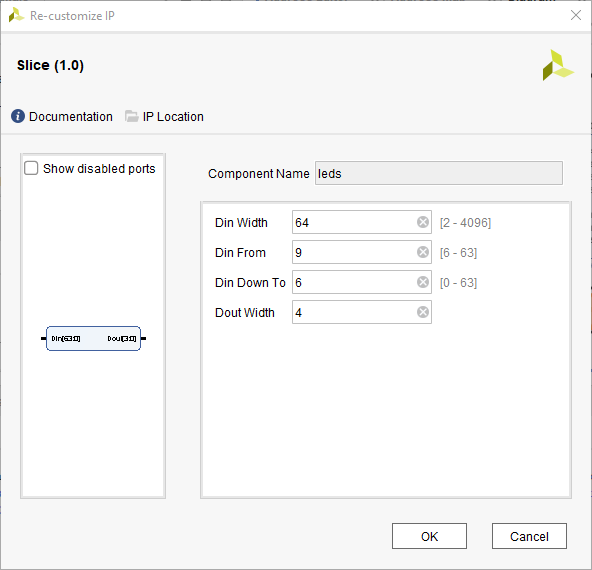 Re-customize IP
Slice (1.0)
Documentation
IP Location
Show disabled ports
Component Name leds
Din Width 64 [2 - 4096]
Din From 9 [6 - 63]
Din Down To 6 [0 - 63]
Dout Width 4
Din[63:0] Dout[3:0]
OK
Cancel